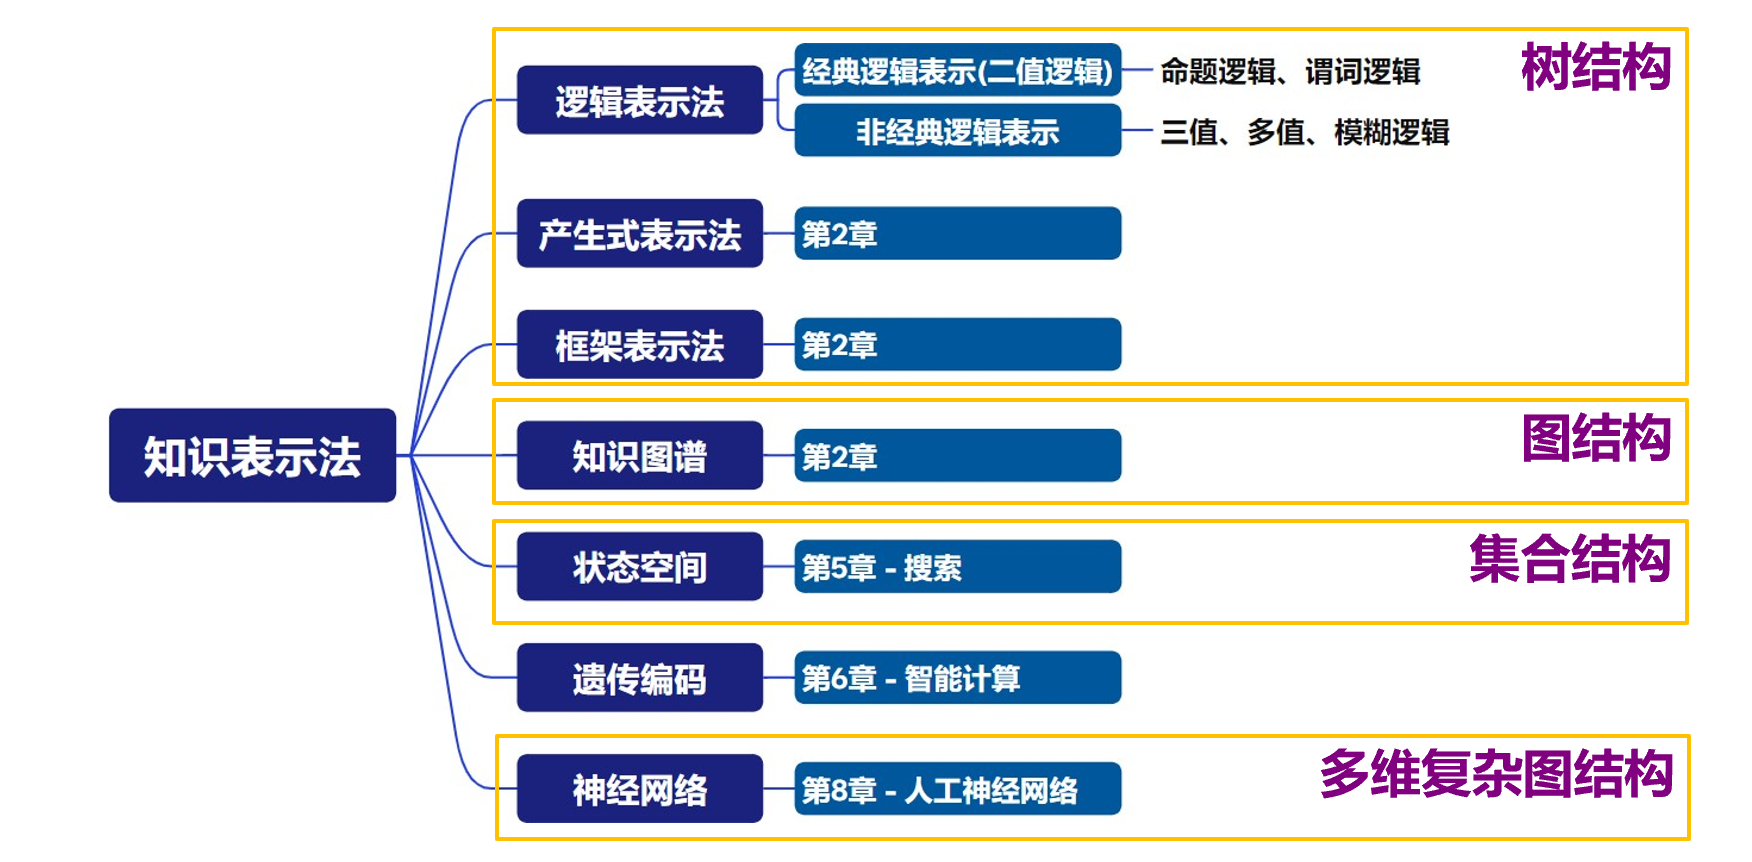 经典逻辑表示(二值逻辑)
命题逻辑、谓词逻辑
树结构
逻辑表示法
非经典逻辑表示
三值、多值、模糊逻辑
产生式表示法
第2章
框架表示法
第2章
知识表示法
知识图谱
第2章
图结构
状态空间
第5章 - 搜索
集合结构
遗传编码
第6章 - 智能计算
神经网络
第8章 - 人工神经网络
多维复杂图结构